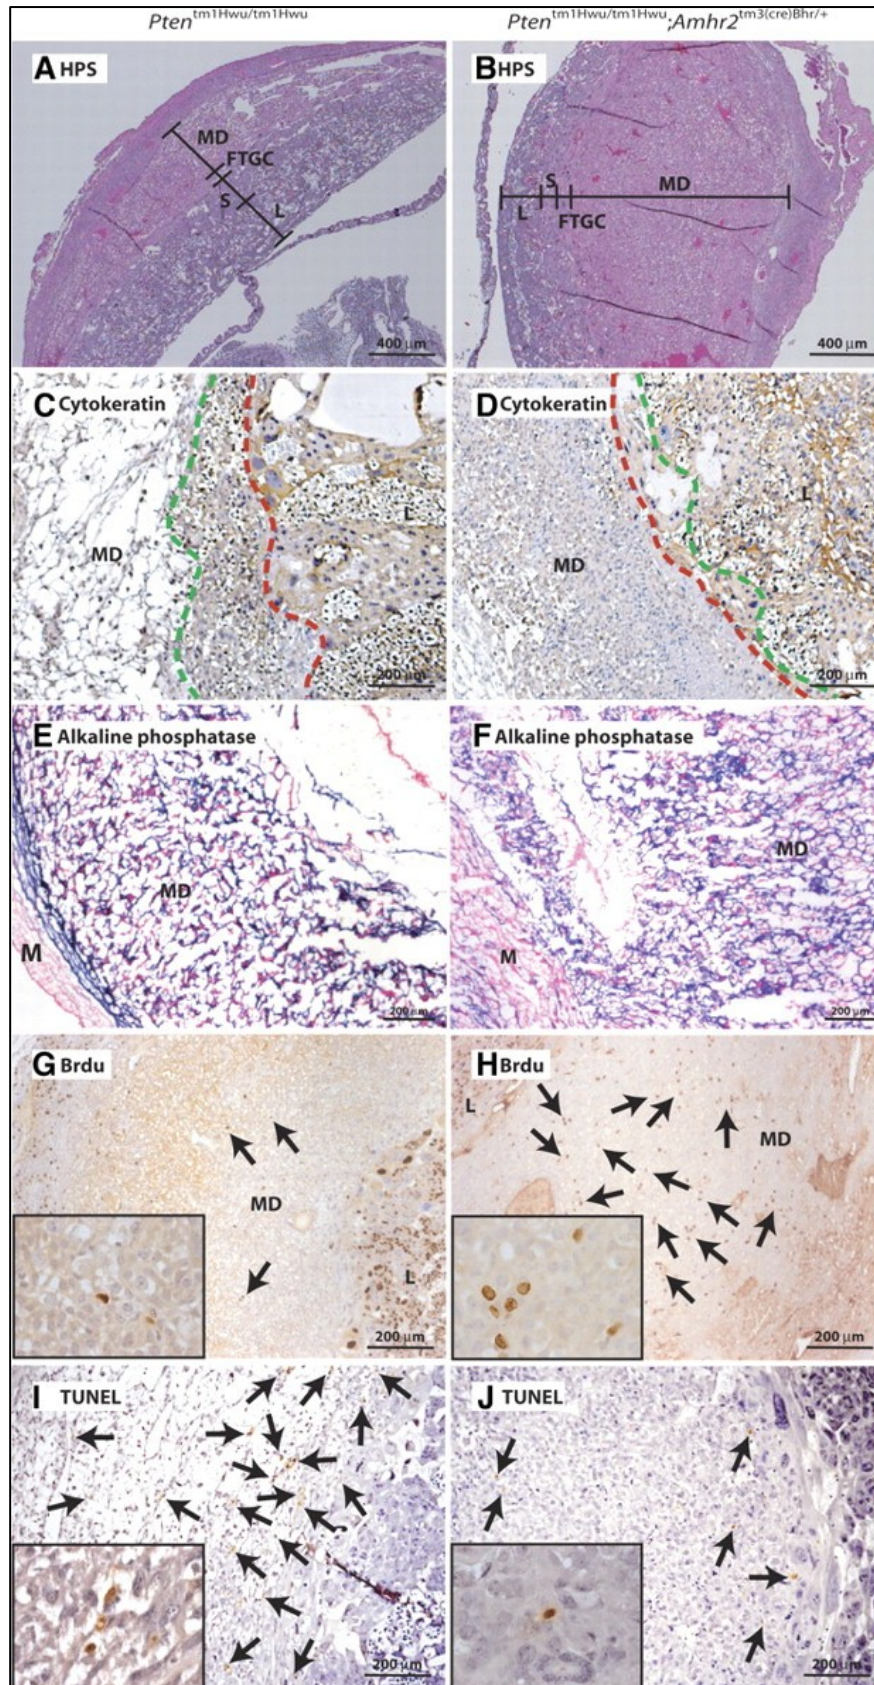 Pten^tm1Hwu/tm1Hwu Pten^tm1Hwu/tm1Hwu;Amhr2^tm3(cre)Bhr/+
A HPS
MD
FTGC
S
L
400 µm
B HPS
S
MD
L
FTGC
400 µm
C Cytokeratin
MD
L
200 µm
D Cytokeratin
MD
L
200 µm
E Alkaline phosphatase
MD
M
200 µm
F Alkaline phosphatase
MD
M
200 µm
G Brdu
MD
L
200 µm
H Brdu
L
MD
200 µm
I TUNEL
200 µm
J TUNEL
200 µm